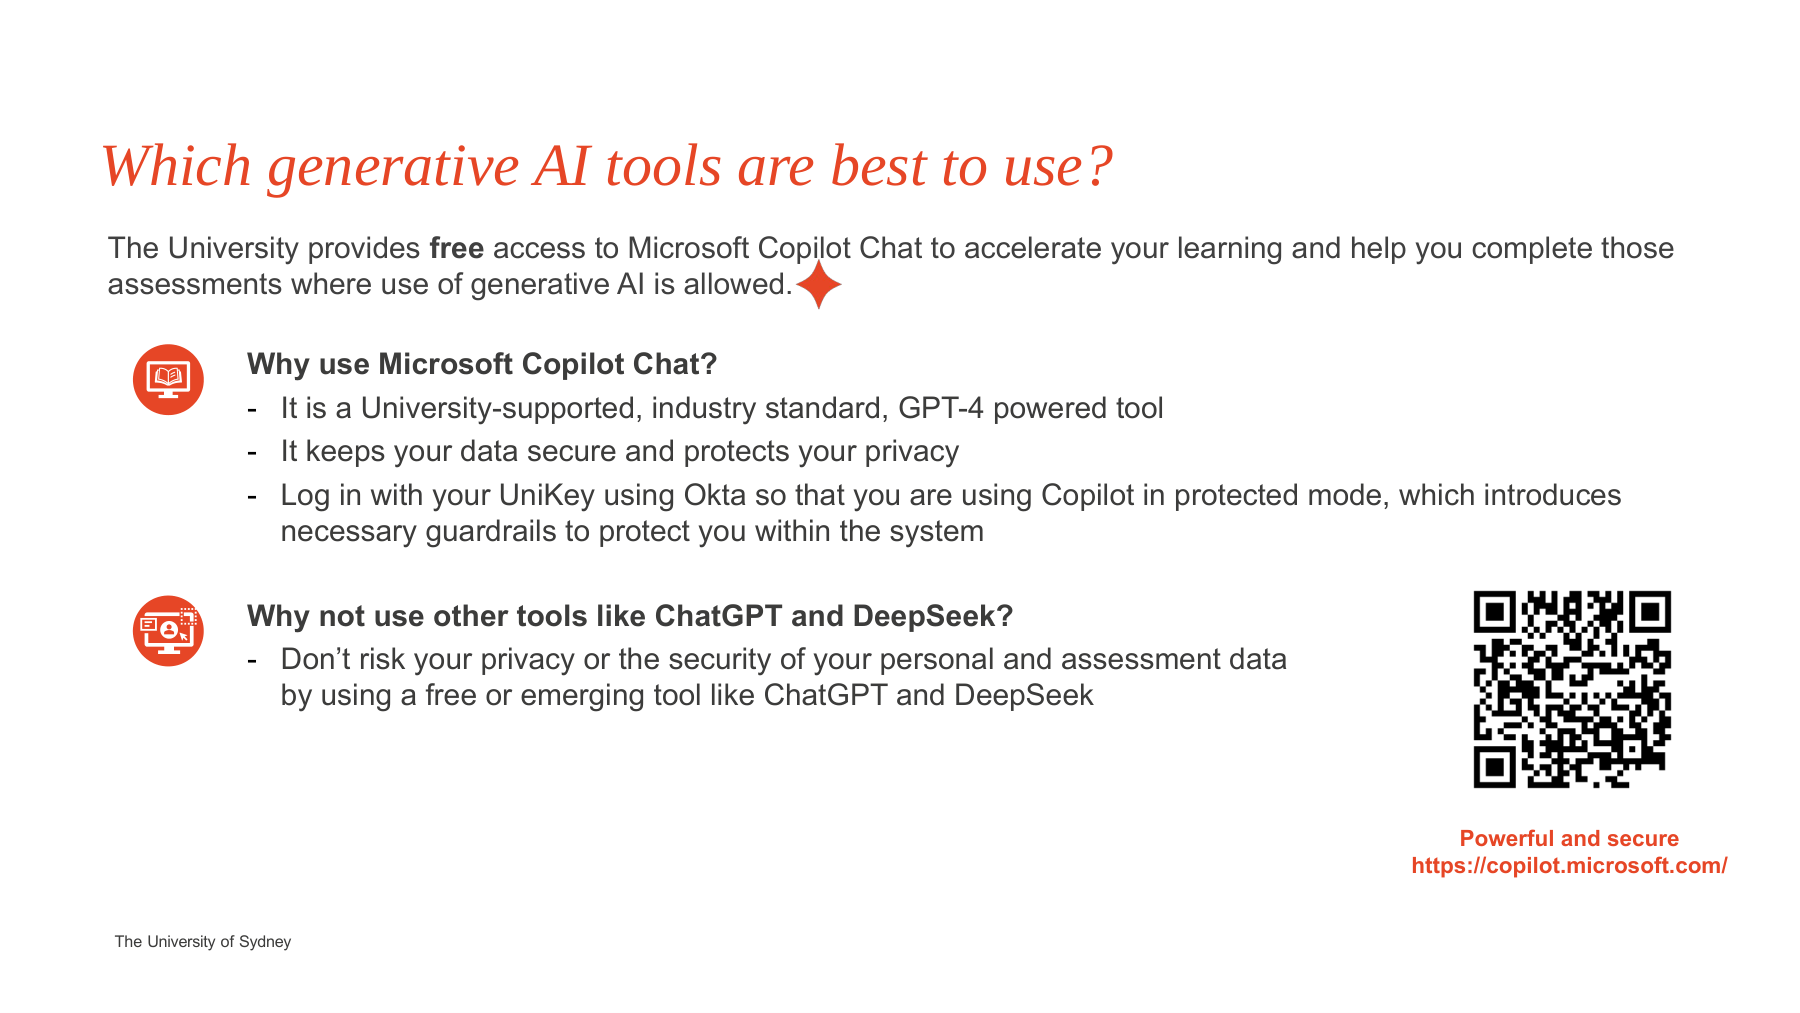 Which generative AI tools are best to use?
The University provides free access to Microsoft Copilot Chat to accelerate your learning and help you complete those
assessments where use of generative AI is allowed.
Why use Microsoft Copilot Chat?
- It is a University-supported, industry standard, GPT-4 powered tool
- It keeps your data secure and protects your privacy
- Log in with your UniKey using Okta so that you are using Copilot in protected mode, which introduces
necessary guardrails to protect you within the system
Why not use other tools like ChatGPT and DeepSeek?
- Don’t risk your privacy or the security of your personal and assessment data
by using a free or emerging tool like ChatGPT and DeepSeek
Powerful and secure
https://copilot.microsoft.com/
The University of Sydney